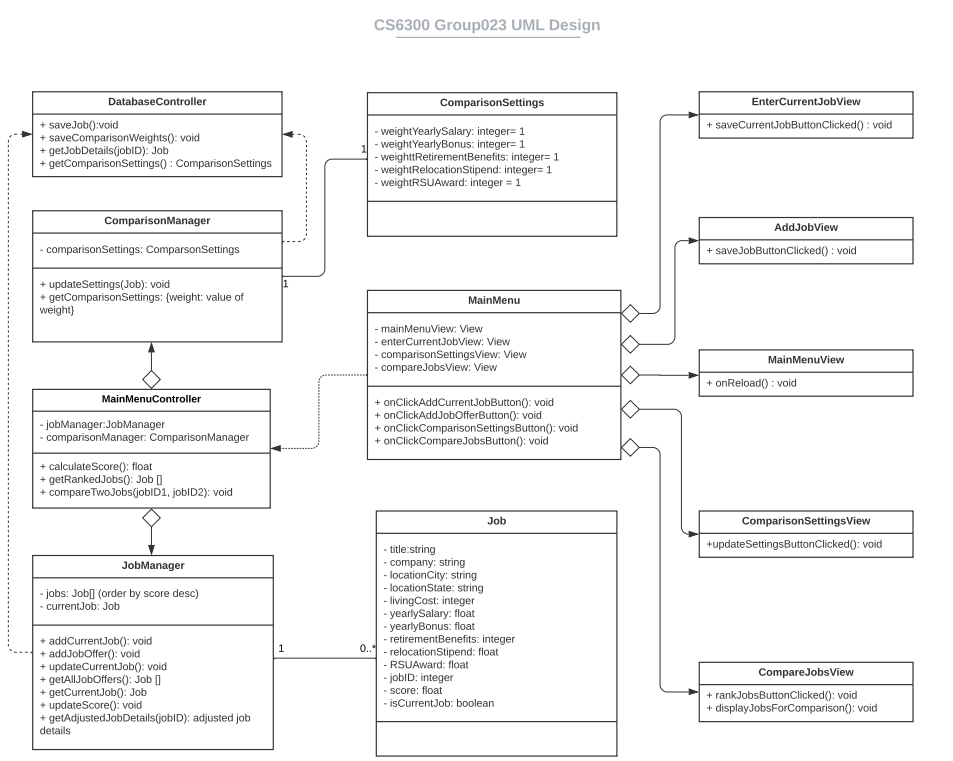 CS6300 Group023 UML Design
DatabaseController
+ saveJob():void
+ saveComparisonWeights(): void
+ getJobDetails(jobID): Job
+ getComparisonSettings() : ComparisonSettings
ComparisonManager
- comparisonSettings: ComparsonSettings
+ updateSettings(Job): void
+ getComparisonSettings: {weight: value of
weight}
1
1
MainMenuController
- jobManager:JobManager
- comparisonManager: ComparisonManager
+ calculateScore(): float
+ getRankedJobs(): Job []
+ compareTwoJobs(jobID1, jobID2): void
JobManager
- jobs: Job[] (order by score desc)
- currentJob: Job
+ addCurrentJob(): void
+ addJobOffer(): void
+ updateCurrentJob(): void
+ getAllJobOffers(): Job []
+ getCurrentJob(): Job
+ updateScore(): void
+ getAdjustedJobDetails(jobID): adjusted job
details
1
0..*
ComparisonSettings
- weightYearlySalary: integer= 1
- weightYearlyBonus: integer= 1
- weighttRetirementBenefits: integer= 1
- weightRelocationStipend: integer= 1
- weightRSUAward: integer = 1
MainMenu
- mainMenuView: View
- enterCurrentJobView: View
- comparisonSettingsView: View
- compareJobsView: View
+ onClickAddCurrentJobButton(): void
+ onClickAddJobOfferButton(): void
+ onClickComparisonSettingsButton(): void
+ onClickCompareJobsButton(): void
Job
- title:string
- company: string
- locationCity: string
- locationState: string
- livingCost: integer
- yearlySalary: float
- yearlyBonus: float
- retirementBenefits: integer
- relocationStipend: float
- RSUAward: float
- jobID: integer
- score: float
- isCurrentJob: boolean
EnterCurrentJobView
+ saveCurrentJobButtonClicked() : void
AddJobView
+ saveJobButtonClicked() : void
MainMenuView
+ onReload() : void
ComparisonSettingsView
+updateSettingsButtonClicked(): void
CompareJobsView
+ rankJobsButtonClicked(): void
+ displayJobsForComparison(): void